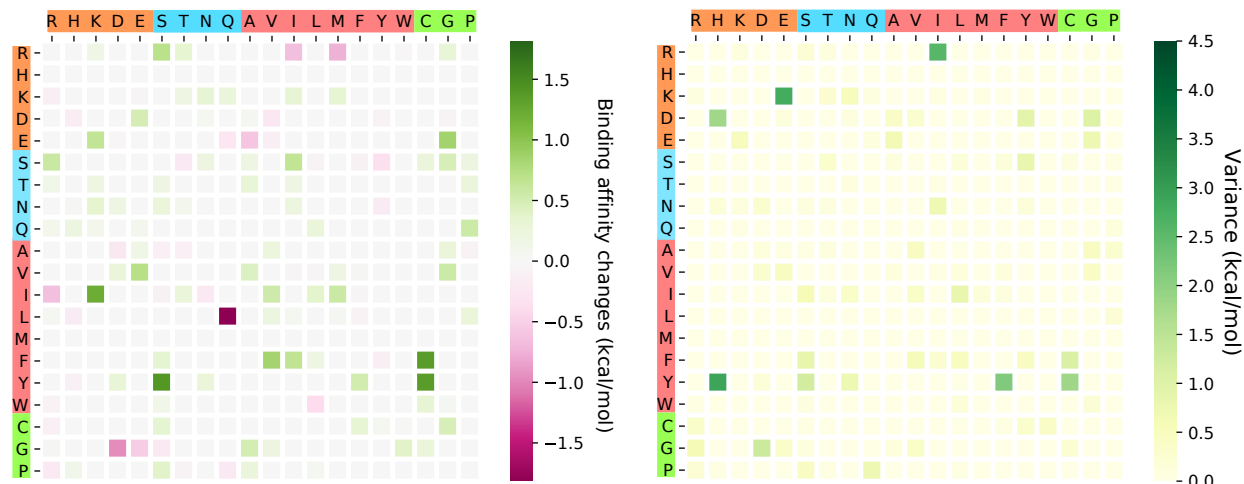 R H K D E S T N Q A V I L M F Y W C G P
R
H
K
D
E
S
T
N
Q
A
V
I
L
M
F
Y
W
C
G
P
1.5
1.0
0.5
0.0
−0.5
−1.0
−1.5
Binding affinity changes (kcal/mol)
R H K D E S T N Q A V I L M F Y W C G P
R
H
K
D
E
S
T
N
Q
A
V
I
L
M
F
Y
W
C
G
P
4.5
4.0
3.5
3.0
2.5
2.0
1.5
1.0
0.5
0.0
Variance (kcal/mol)